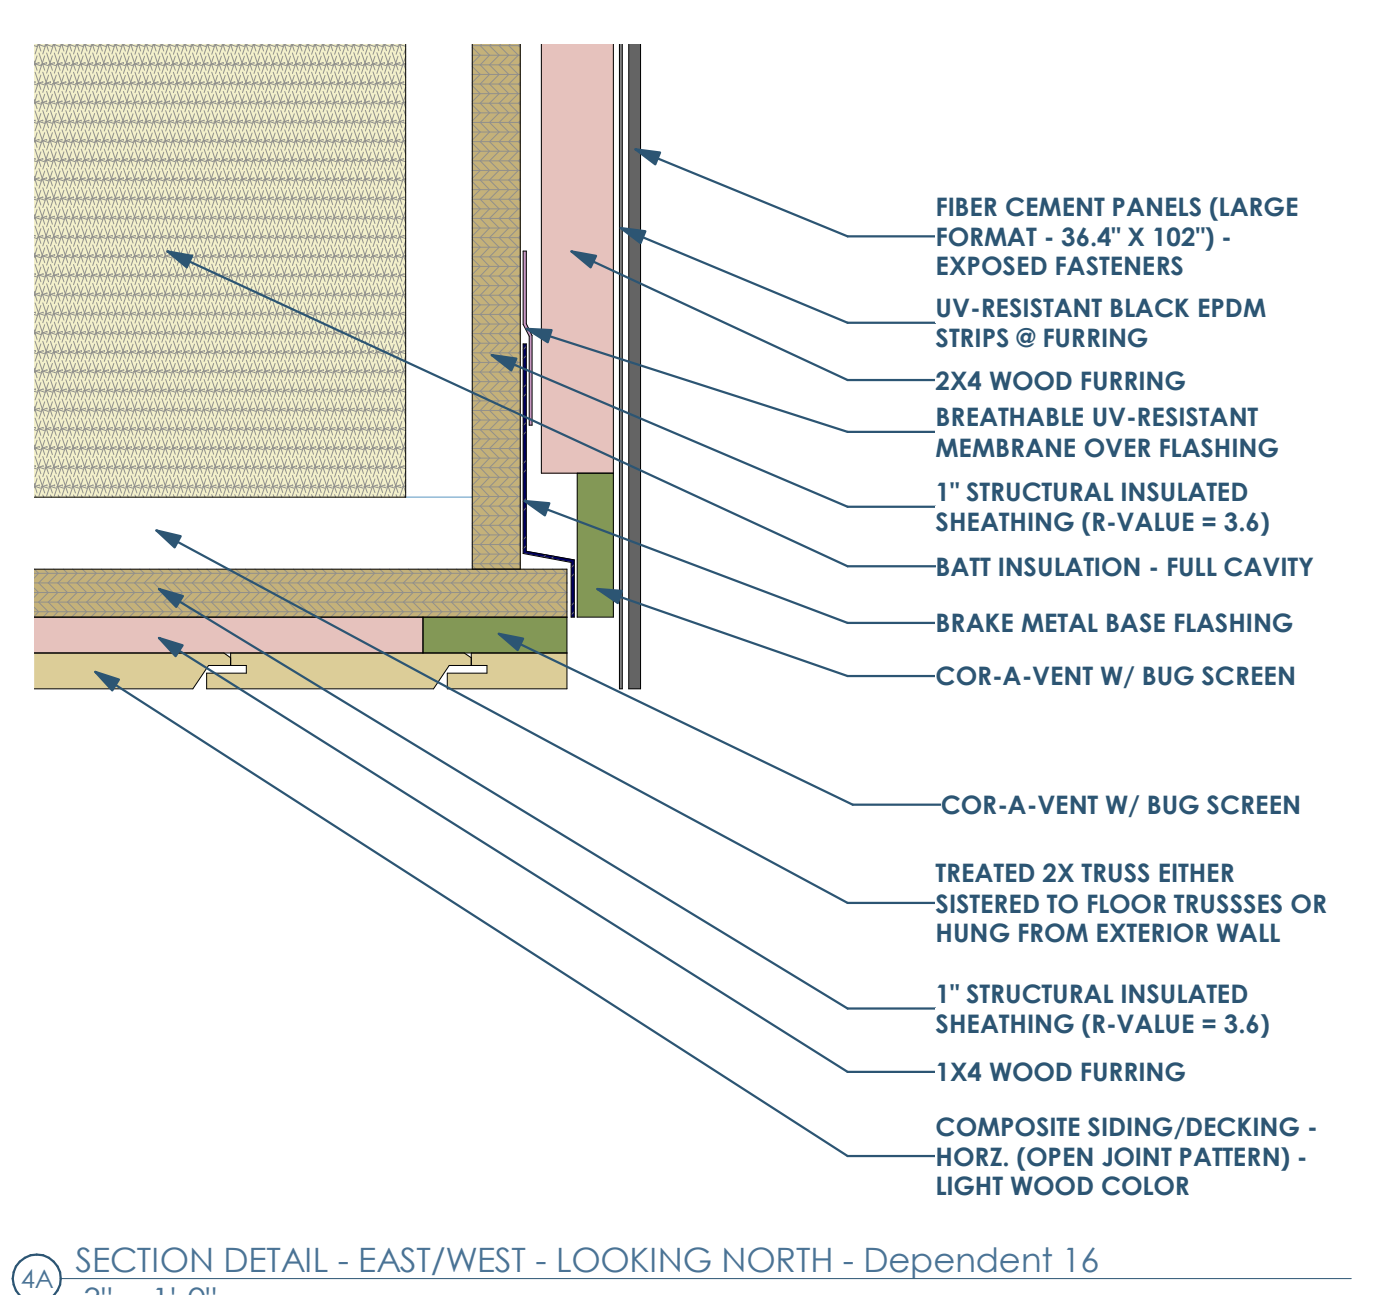 FIBER CEMENT PANELS (LARGE
FORMAT - 36.4" X 102") -
EXPOSED FASTENERS
UV-RESISTANT BLACK EPDM
STRIPS @ FURRING
2X4 WOOD FURRING
BREATHABLE UV-RESISTANT
MEMBRANE OVER FLASHING
1" STRUCTURAL INSULATED
SHEATHING (R-VALUE = 3.6)
BATT INSULATION - FULL CAVITY
BRAKE METAL BASE FLASHING
COR-A-VENT W/ BUG SCREEN
COR-A-VENT W/ BUG SCREEN
TREATED 2X TRUSS EITHER
SISTERED TO FLOOR TRUSSSES OR
HUNG FROM EXTERIOR WALL
1" STRUCTURAL INSULATED
SHEATHING (R-VALUE = 3.6)
1X4 WOOD FURRING
COMPOSITE SIDING/DECKING -
HORZ. (OPEN JOINT PATTERN) -
LIGHT WOOD COLOR
4A
SECTION DETAIL - EAST/WEST - LOOKING NORTH - Dependent 16